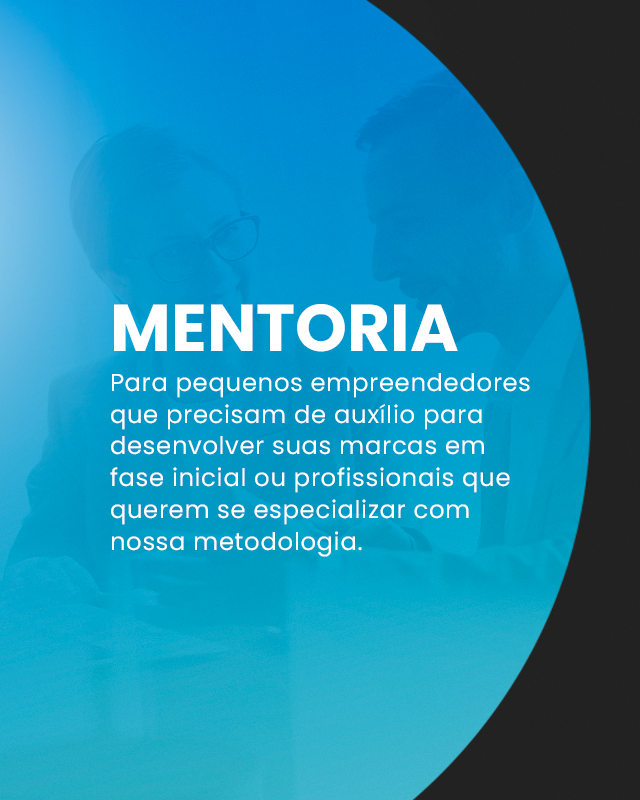 MENTORIA
Para pequenos empreendedores
que precisam de auxílio para
desenvolver suas marcas em
fase inicial ou profissionais que
querem se especializar com
nossa metodologia.